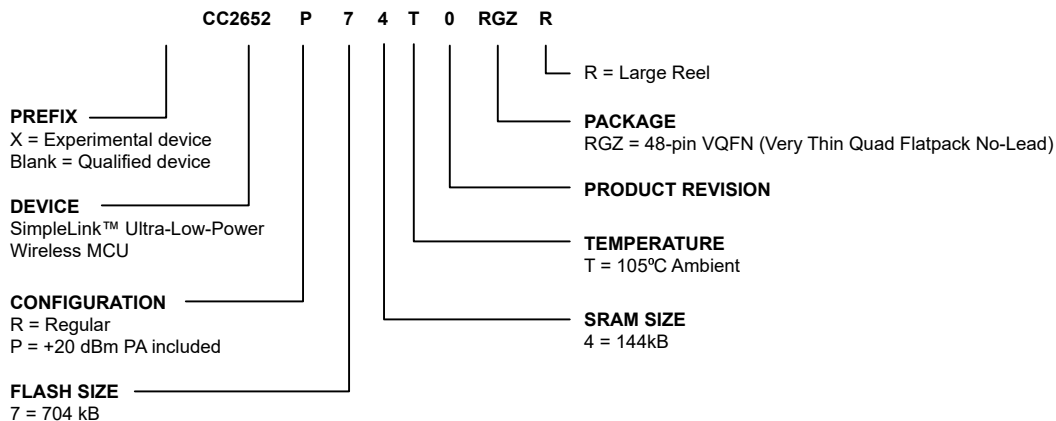 CC2652 P 7 4 T 0 RGZ R
PREFIX
X = Experimental device
Blank = Qualified device
DEVICE
SimpleLink™ Ultra-Low-Power
Wireless MCU
CONFIGURATION
R = Regular
P = +20 dBm PA included
FLASH SIZE
7 = 704 kB
R = Large Reel
PACKAGE
RGZ = 48-pin VQFN (Very Thin Quad Flatpack No-Lead)
PRODUCT REVISION
TEMPERATURE
T = 105ºC Ambient
SRAM SIZE
4 = 144kB